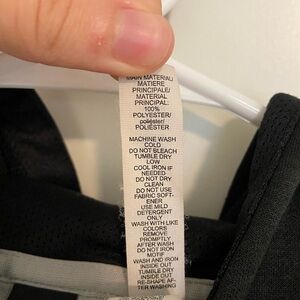 MAIN MATERIAL/
MATIERE
PRINCIPALE/
MATERIAL
PRINCIPAL:
100%
POLYESTER/
polyester/
POLIÉSTER
MACHINE WASH
COLD
DO NOT BLEACH
TUMBLE DRY
LOW
COOL IRON IF
NEEDED
DO NOT DRY
CLEAN
DO NOT USE
FABRIC SOFT-
ENER
USE MILD
DETERGENT
ONLY
WASH WITH LIKE
COLORS
REMOVE
PROMPTLY
AFTER WASH
DO NOT IRON
MOTIF
WASH AND IRON
INSIDE OUT
TUMBLE DRY
INSIDE OUT
RE-SHAPE AF-
TER WASHING